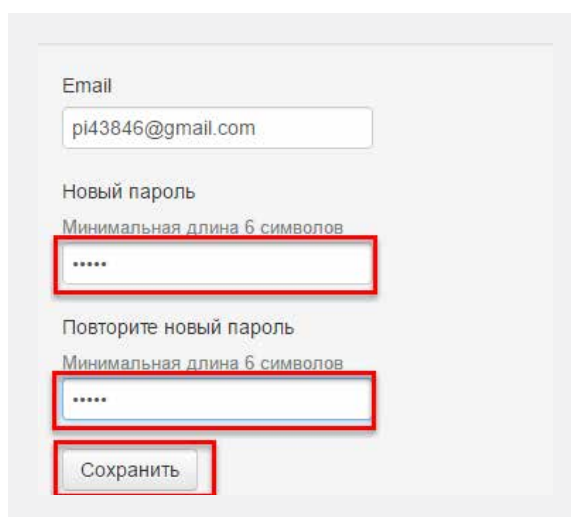 Email
pi43846@gmail.com
Новый пароль
Минимальная длина 6 символов
•••••
Повторите новый пароль
Минимальная длина 6 символов
•••••
Сохранить